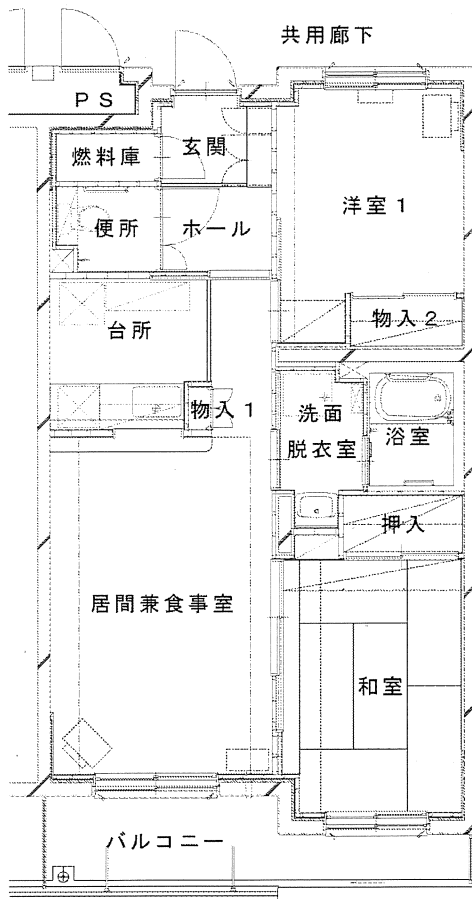 共用廊下
PS
玄関
燃料庫
便所
ホール
洋室1
台所
物入2
物入1
洗面
脱衣室
浴室
押入
居間兼食事室
和室
バルコニー